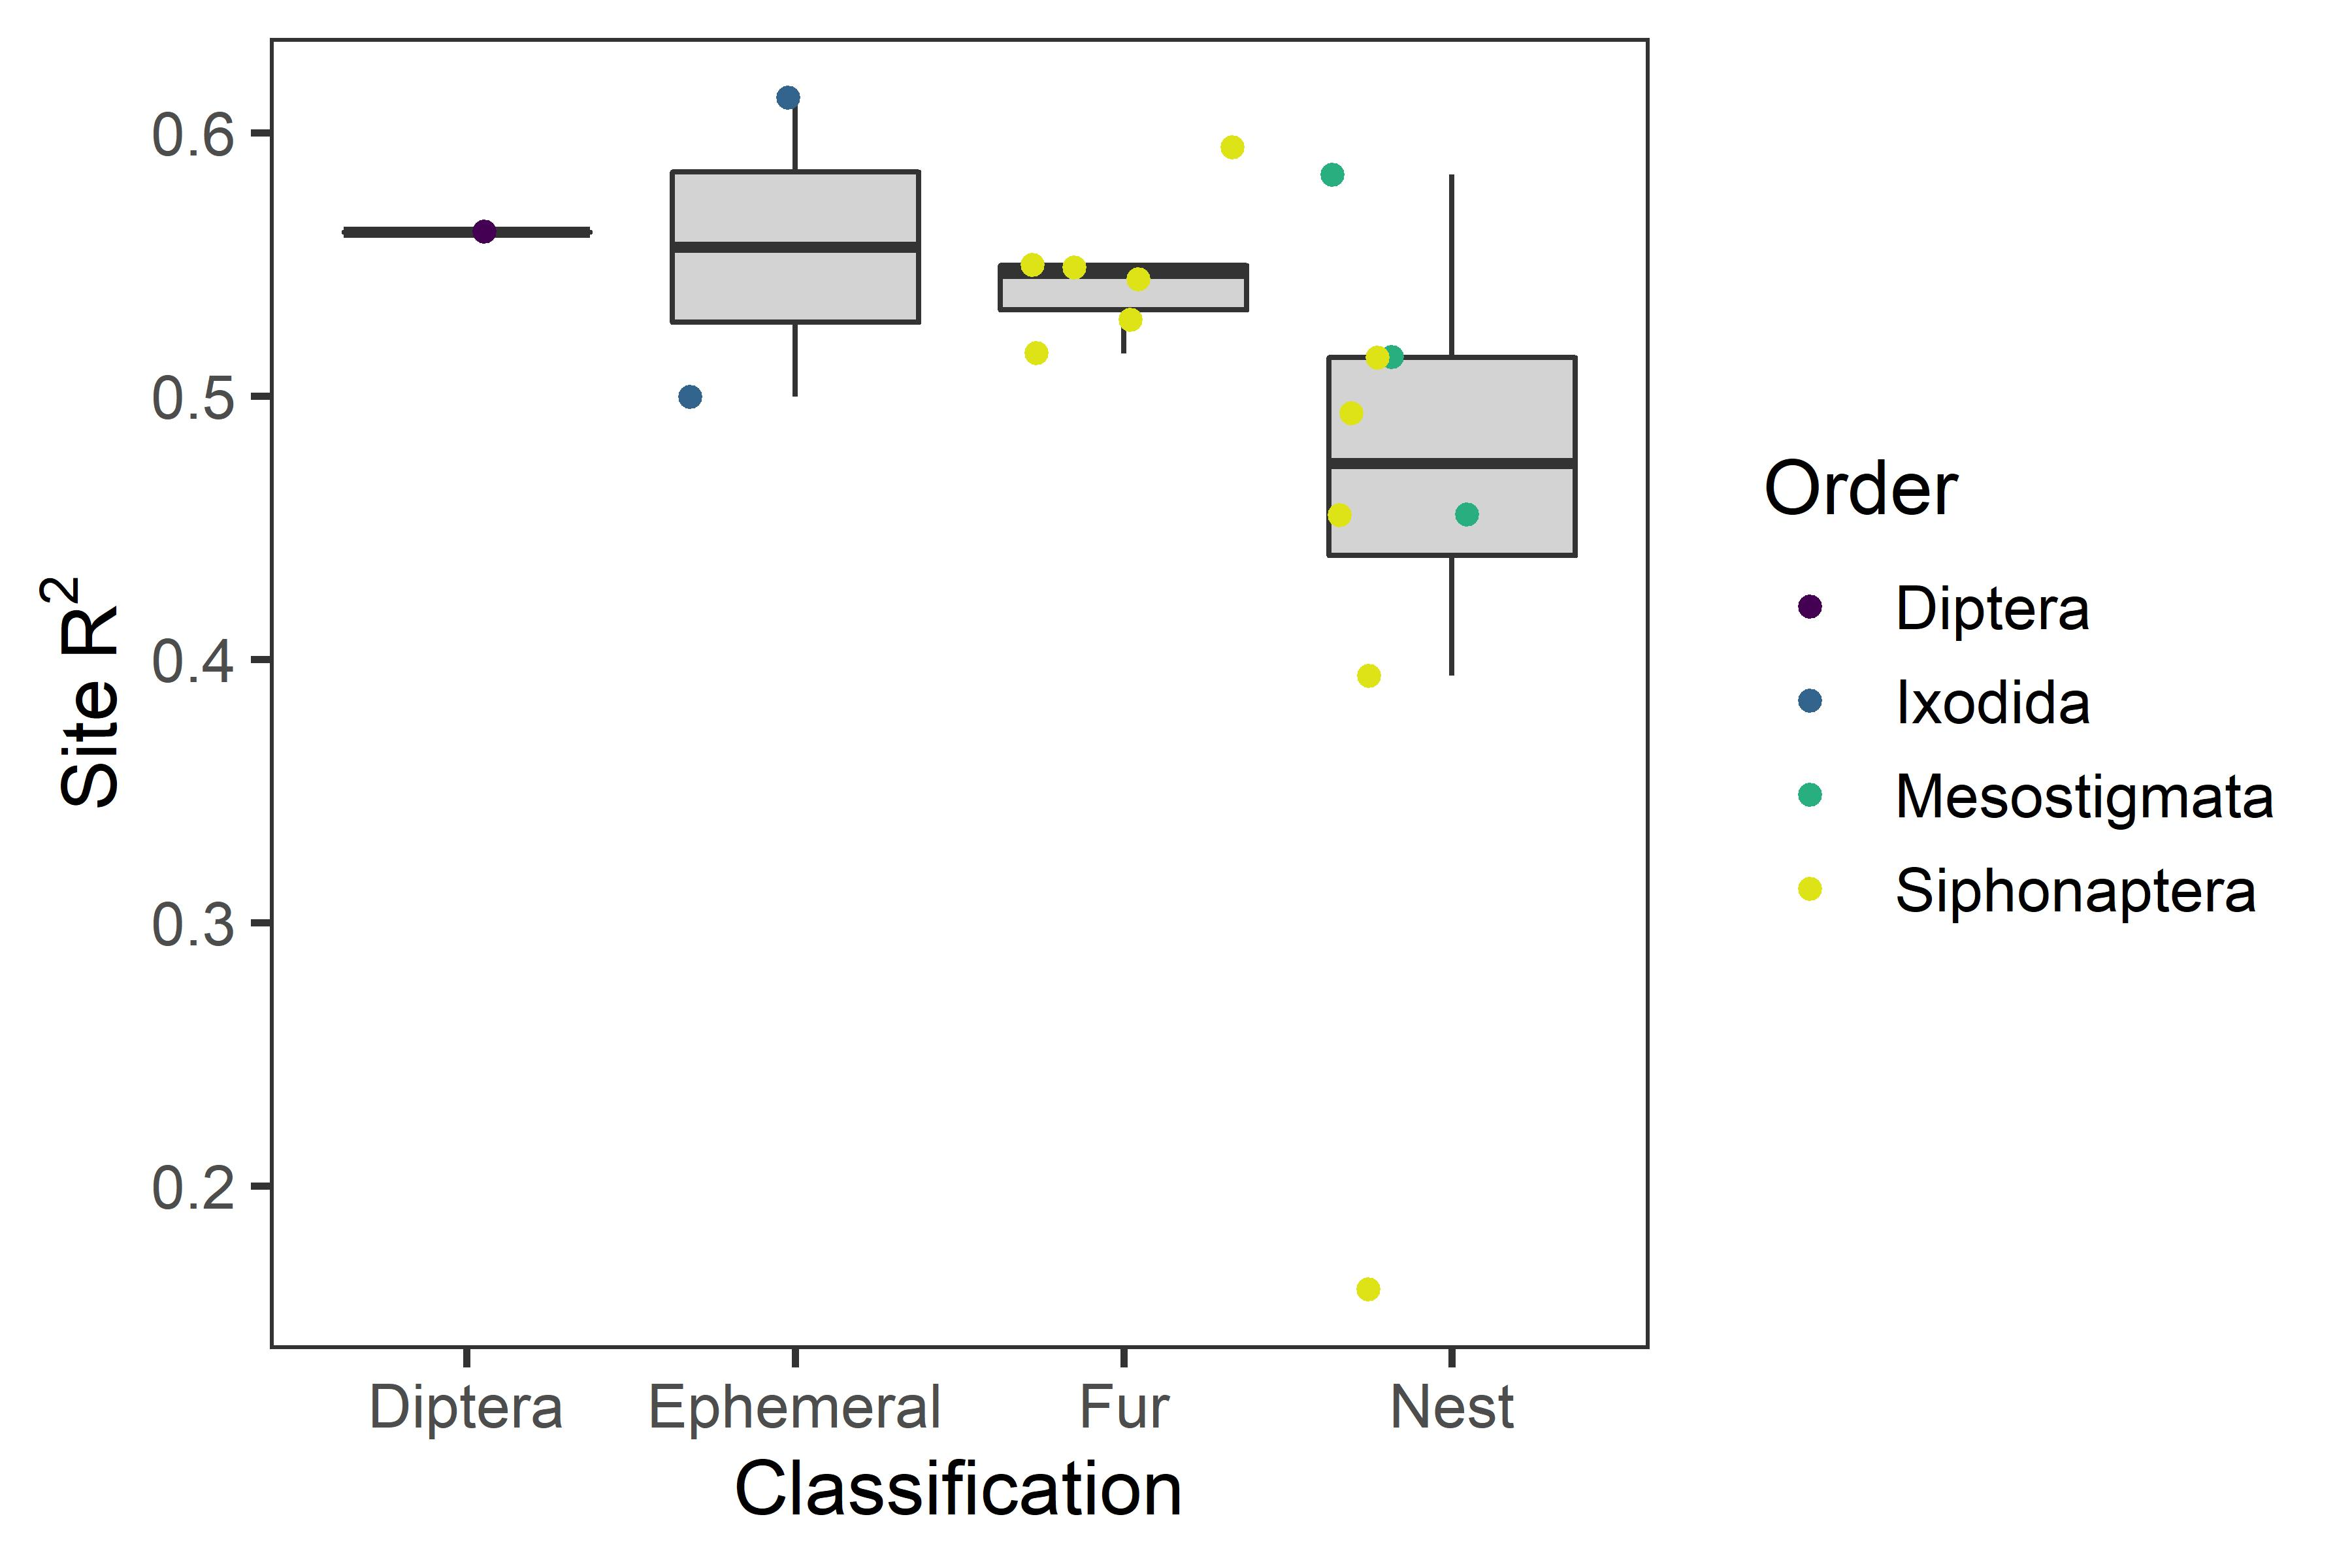 0.6
0.5
0.4
0.3
0.2
Site R²
Diptera Ephemeral Fur Nest
Classification
Order
Diptera
Ixodida
Mesostigmata
Siphonaptera